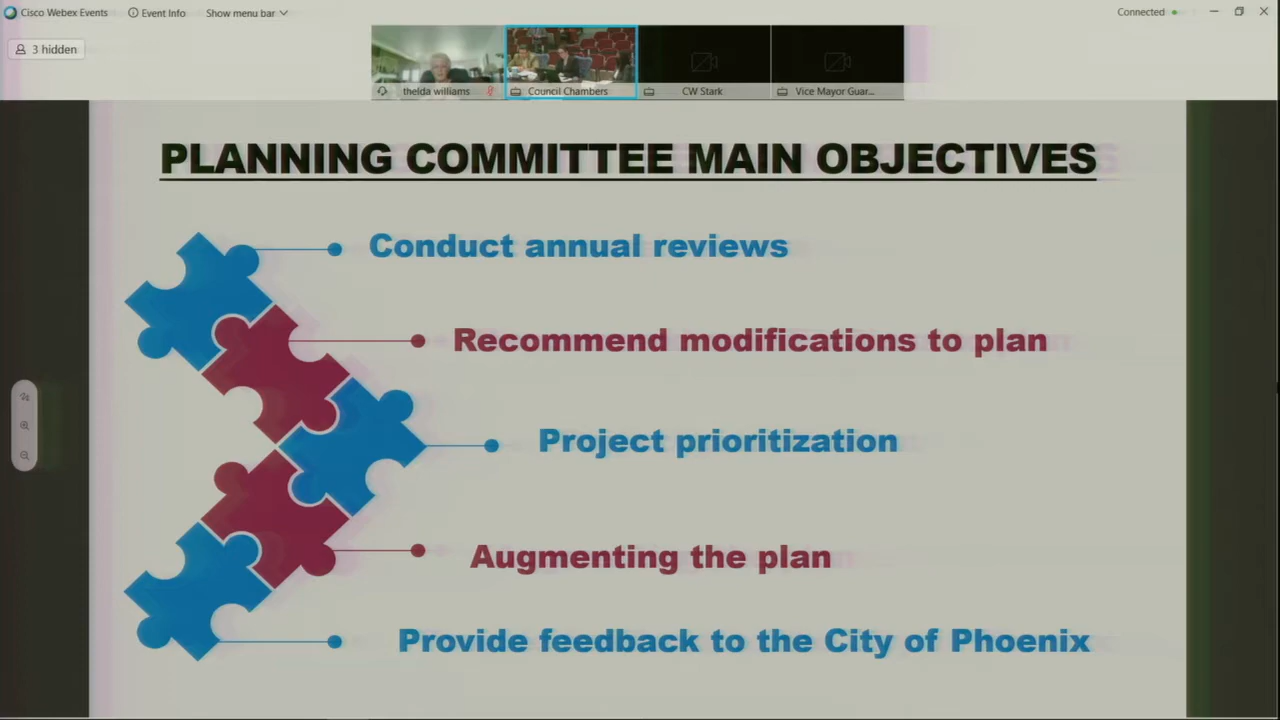 Cisco Webex Events
Event Info
Show menu bar
Connected
3 hidden
thelda williams
Council Chambers
CW Stark
Vice Mayor Guar...
PLANNING COMMITTEE MAIN OBJECTIVES
Conduct annual reviews
Recommend modifications to plan
Project prioritization
Augmenting the plan
Provide feedback to the City of Phoenix